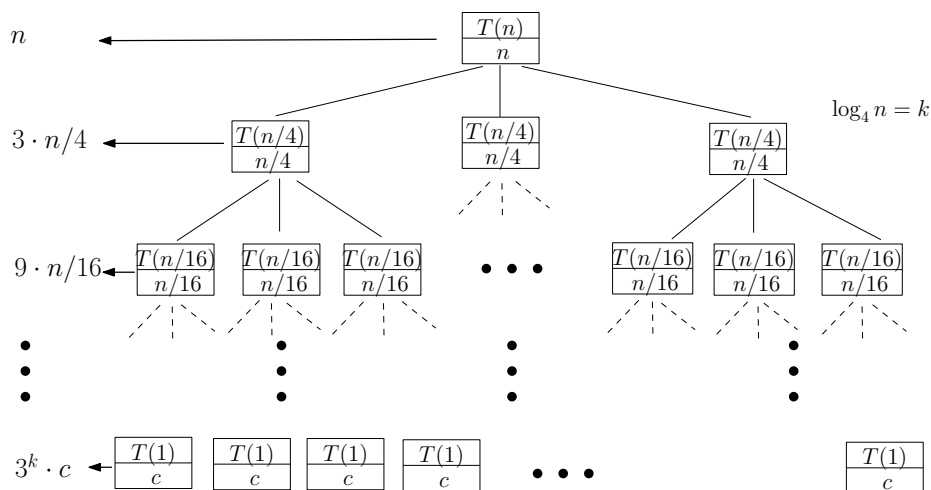 n
T(n)
n
log₄ n = k
3 · n/4
T(n/4)
n/4
T(n/4)
n/4
T(n/4)
n/4
9 · n/16
T(n/16)
n/16
T(n/16)
n/16
T(n/16)
n/16
T(n/16)
n/16
T(n/16)
n/16
T(n/16)
n/16
3ᵏ · c
T(1)
c
T(1)
c
T(1)
c
T(1)
c
T(1)
c